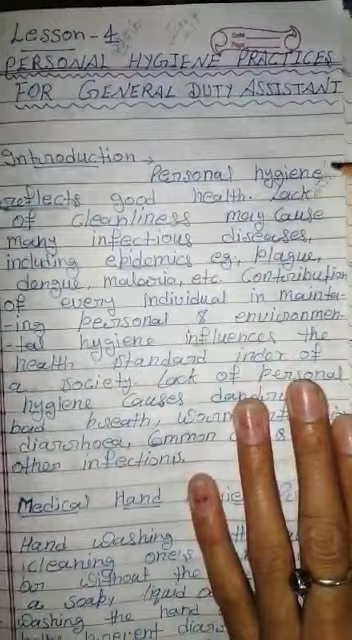 Lesson-4
Date
Page
PERSONAL HYGIENE PRACTICES
FOR GENERAL DUTY ASSISTANT
Introduction
Personal hygiene
reflects good health. Lack
of cleanliness may cause
many infectious diseases,
including epidemics eg., plague,
dengue, malaria, etc. Contribution
of every individual in mainta-
-ing personal & environmen-
-tal hygiene influences the
health standard index of
a society. Lack of personal
hygiene causes
bad breath,
diarrhoea, common &
other infections.
Medical Hand
Hand washing
cleaning one's
or without the
a soapy liquid
washing the hand